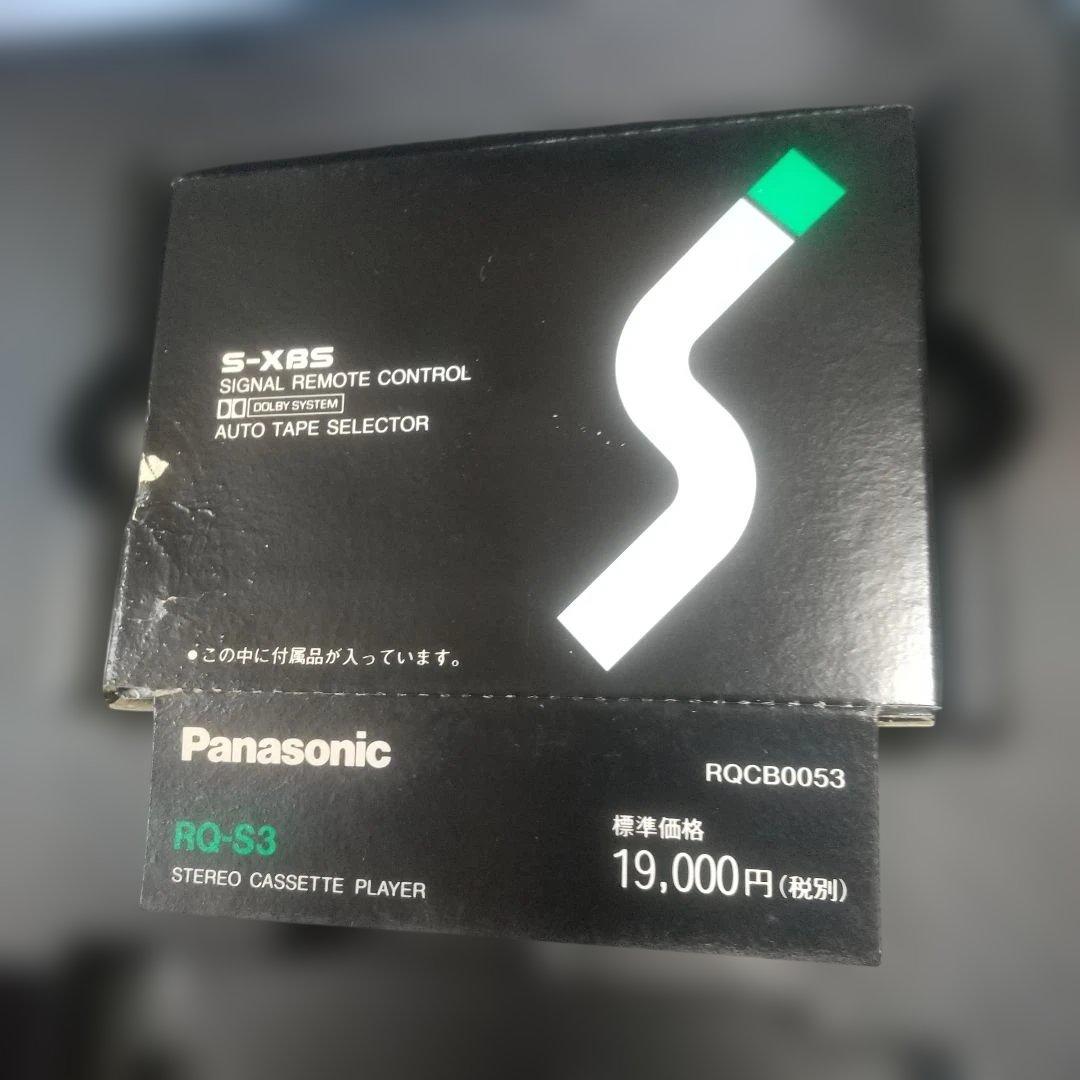 S-XBS
SIGNAL REMOTE CONTROL
DOLBY SYSTEM
AUTO TAPE SELECTOR
●この中に付属品が入っています。
Panasonic
RQCB0053
RQ-S3
標準価格
19,000円(税別)
STEREO CASSETTE PLAYER